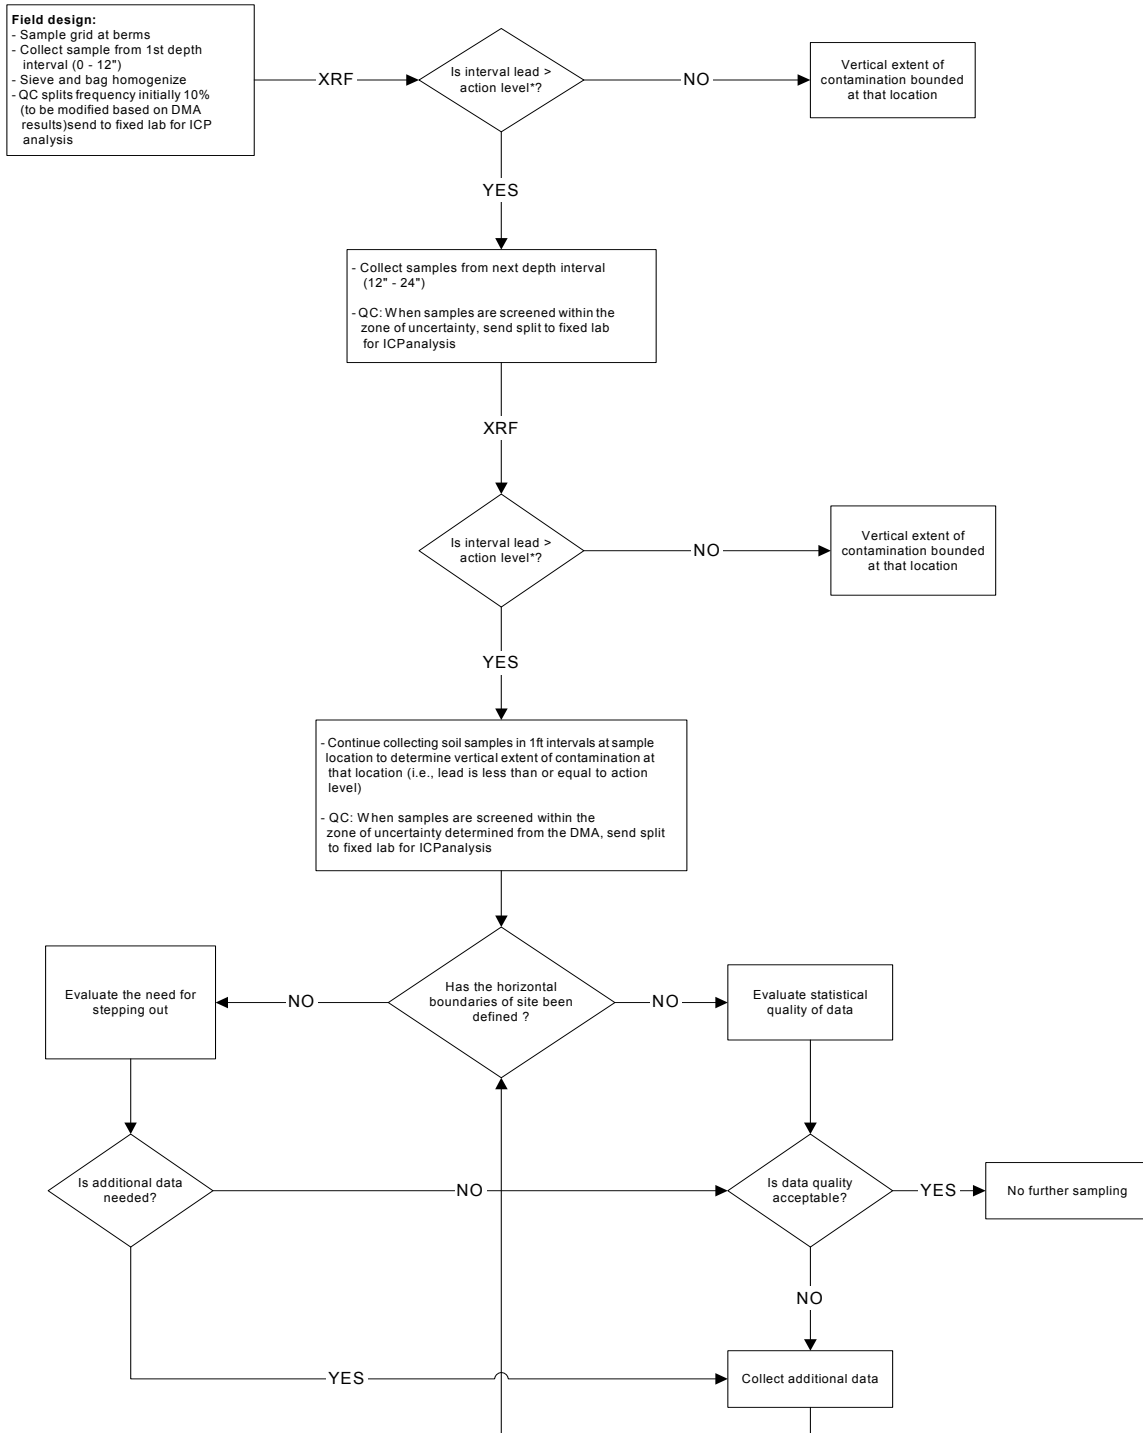 Field design:
- Sample grid at berms
- Collect sample from 1st depth
interval (0 - 12")
- Sieve and bag homogenize
- QC splits frequency initially 10%
(to be modified based on DMA
results)send to fixed lab for ICP
analysis
XRF
Is interval lead >
action level*?
NO
Vertical extent of
contamination bounded
at that location
YES
- Collect samples from next depth interval
(12" - 24")
- QC: When samples are screened within the
zone of uncertainty, send split to fixed lab
for ICPanalysis
XRF
Is interval lead >
action level*?
NO
Vertical extent of
contamination bounded
at that location
YES
- Continue collecting soil samples in 1ft intervals at sample
location to determine vertical extent of contamination at
that location (i.e., lead is less than or equal to action
level)
- QC: When samples are screened within the
zone of uncertainty determined from the DMA, send split
to fixed lab for ICPanalysis
Evaluate the need for
stepping out
NO
Has the horizontal
boundaries of site been
defined ?
NO
Evaluate statistical
quality of data
Is additional data
needed?
NO
Is data quality
acceptable?
YES
No further sampling
NO
YES
Collect additional data